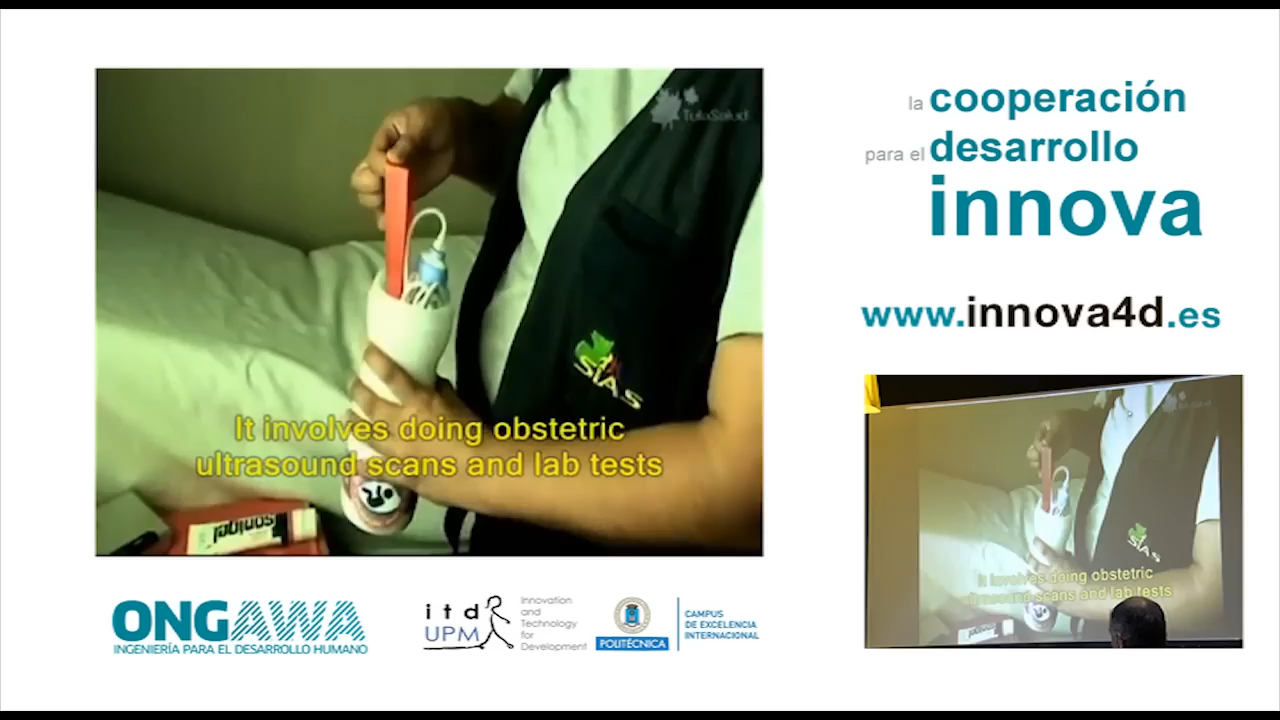 TulaSalud
SIAS
It involves doing obstetric
ultrasound scans and lab tests
sonigel
la cooperación
para el desarrollo
innova
www.innova4d.es
It involves doing obstetric
ultrasound scans and lab tests
ONGAWA
INGENIERÍA PARA EL DESARROLLO HUMANO
itd
UPM
Innovation
and
Technology
for
Development
POLITÉCNICA
CAMPUS
DE EXCELENCIA
INTERNACIONAL